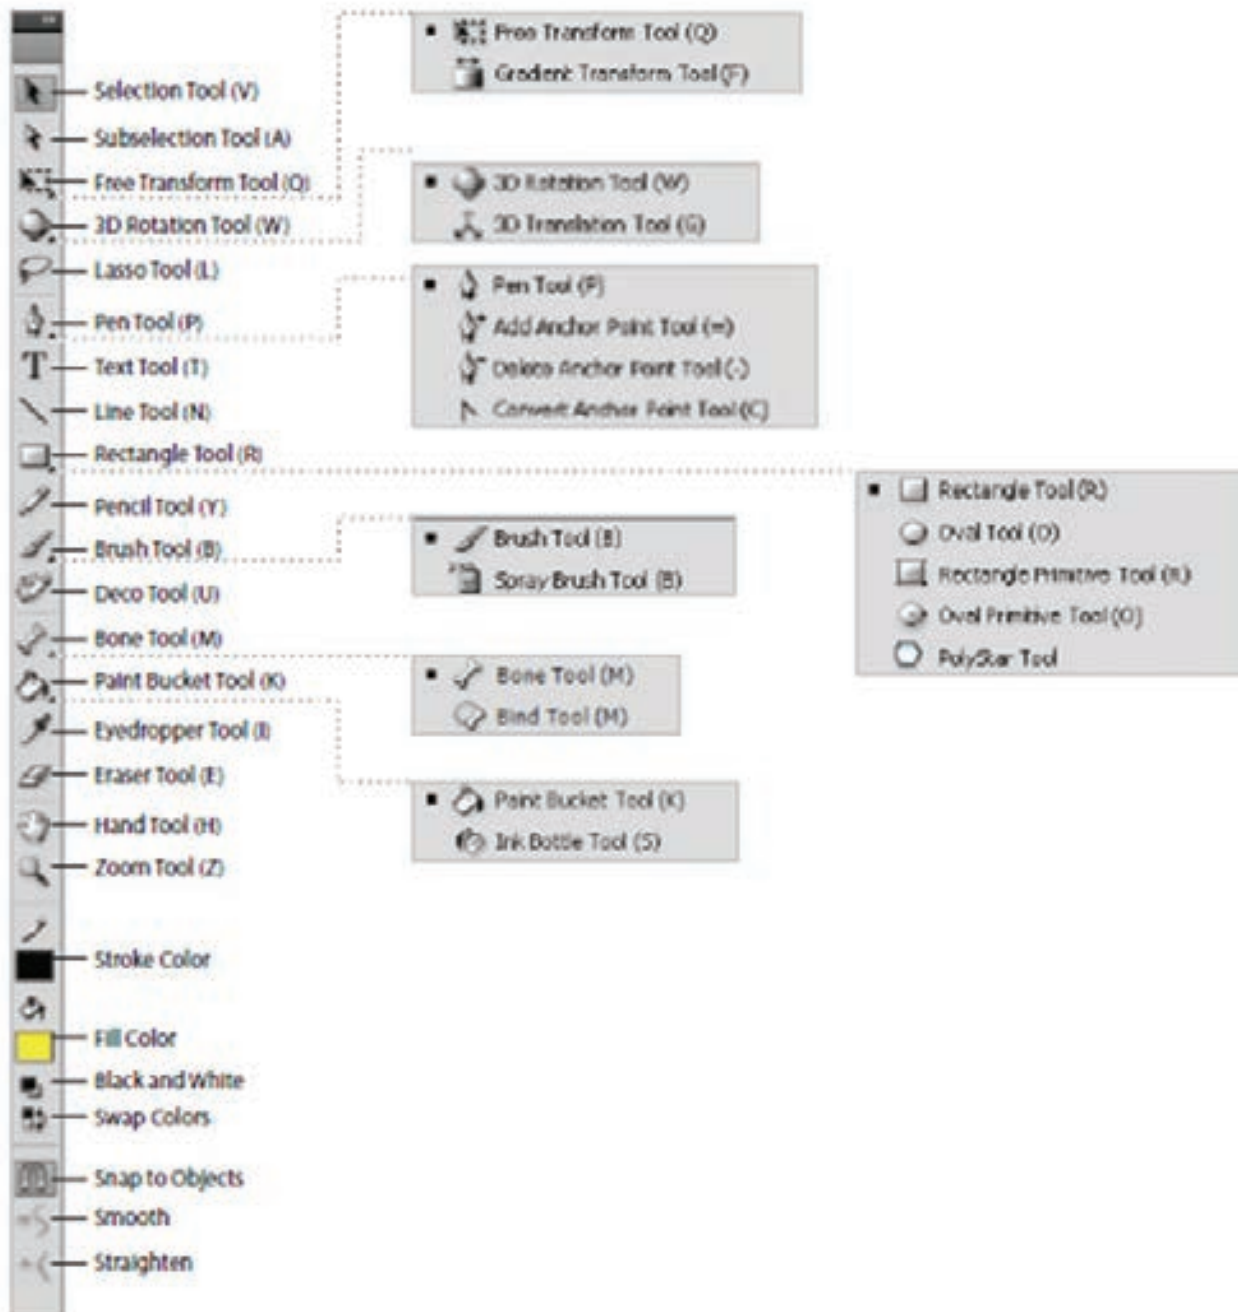 Selection Tool (V)
Subselection Tool (A)
Free Transform Tool (Q)
3D Rotation Tool (W)
Lasso Tool (L)
Pen Tool (P)
Text Tool (T)
Line Tool (N)
Rectangle Tool (R)
Pencil Tool (Y)
Brush Tool (B)
Deco Tool (U)
Bone Tool (M)
Paint Bucket Tool (K)
Eyedropper Tool (I)
Eraser Tool (E)
Hand Tool (H)
Zoom Tool (Z)
Stroke Color
Fill Color
Black and White
Swap Colors
Snap to Objects
Smooth
Straighten
Free Transform Tool (Q)
Gradient Transform Tool (F)
3D Rotation Tool (W)
3D Translation Tool (G)
Pen Tool (P)
Add Anchor Point Tool (=)
Delete Anchor Point Tool (-)
Convert Anchor Point Tool (C)
Brush Tool (B)
Spray Brush Tool (B)
Bone Tool (M)
Bind Tool (M)
Paint Bucket Tool (K)
Ink Bottle Tool (S)
Rectangle Tool (R)
Oval Tool (O)
Rectangle Primitive Tool (R)
Oval Primitive Tool (O)
PolyStar Tool